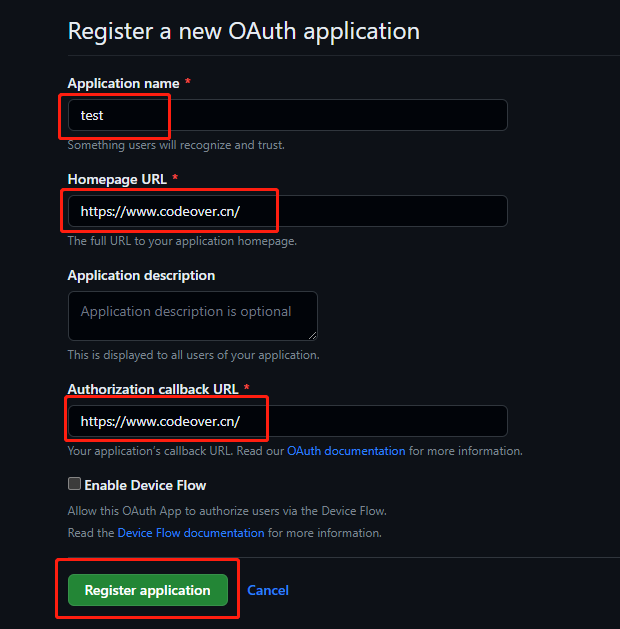 Register a new OAuth application
Application name *
test
Something users will recognize and trust.
Homepage URL *
https://www.codeover.cn/
The full URL to your application homepage.
Application description
Application description is optional
This is displayed to all users of your application.
Authorization callback URL *
https://www.codeover.cn/
Your application's callback URL. Read our OAuth documentation for more information.
Enable Device Flow
Allow this OAuth App to authorize users via the Device Flow.
Read the Device Flow documentation for more information.
Register application Cancel